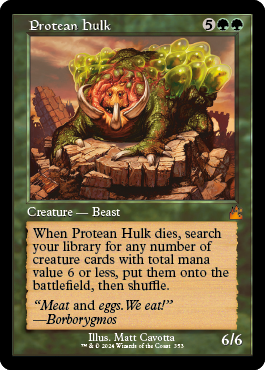 Protean Hulk 5
Creature — Beast
When Protean Hulk dies, search
your library for any number of
creature cards with total mana
value 6 or less, put them onto the
battlefield, then shuffle.
“Meat and eggs. We eat!”
—Borborygmos
Illus. Matt Cavotta
™ & © 2024 Wizards of the Coast 353
6/6